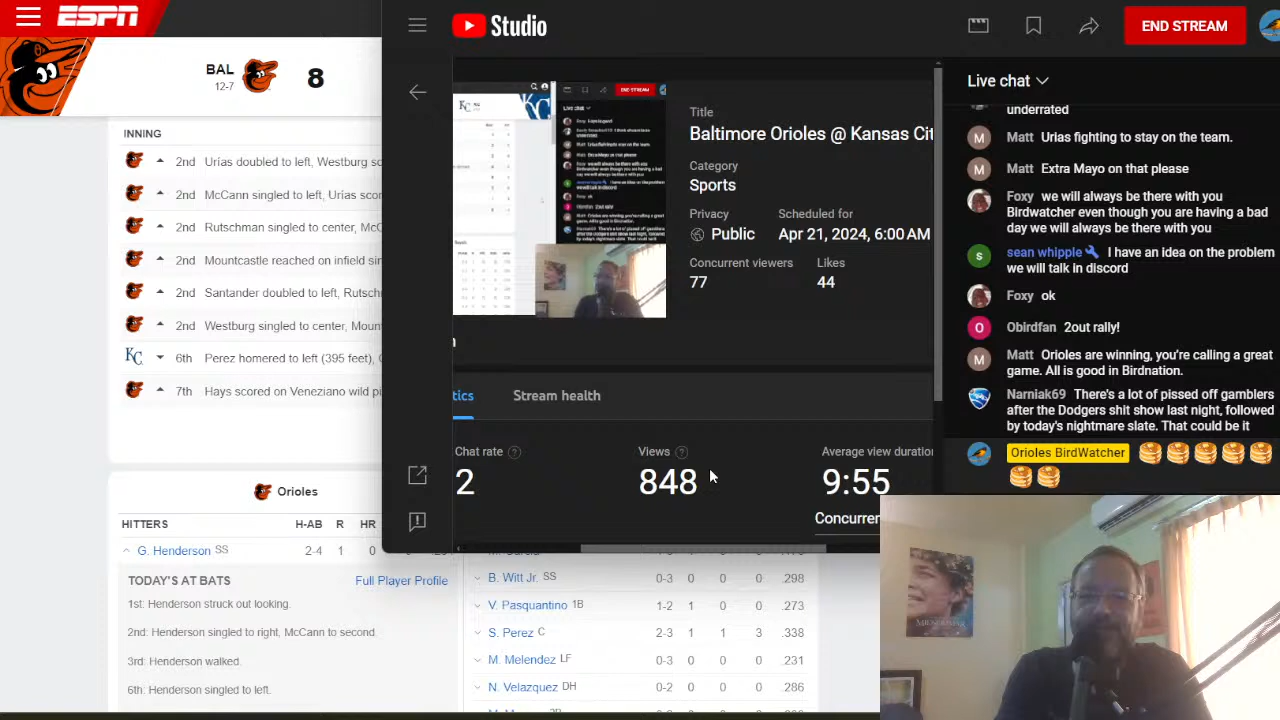 ESPN
BAL
12-7
8
INNING
2nd Urías doubled to left, Westburg sc
2nd McCann singled to left, Urías scor
2nd Rutschman singled to center, Mc
2nd Mountcastle reached on infield sin
2nd Santander doubled to left, Rutsch
2nd Westburg singled to center, Mount
6th Perez homered to left (395 feet),
7th Hays scored on Veneziano wild pi
Orioles
HITTERS H-AB R HR
G. Henderson SS 2-4 1 0
TODAY'S AT BATS Full Player Profile
1st: Henderson struck out looking.
2nd: Henderson singled to right, McCann to second.
3rd: Henderson walked.
6th: Henderson singled to left.
B. Witt Jr. SS 0-3 0 0 0 .298
V. Pasquantino 1B 1-2 1 0 0 .273
S. Perez C 2-3 1 1 3 .338
M. Melendez LF 0-3 0 0 0 .231
N. Velazquez DH 0-2 0 0 0 .286
Studio
END STREAM
Title
Baltimore Orioles @ Kansas Cit
Category
Sports
Privacy
Public
Scheduled for
Apr 21, 2024, 6:00 AM
Concurrent viewers
77
Likes
44
tics
Stream health
Chat rate
2
Views
848
Average view duration
9:55
Concurren
Live chat
underrated
Matt Urias fighting to stay on the team.
Matt Extra Mayo on that please
Foxy we will always be there with you
Birdwatcher even though you are having a bad
day we will always be there with you
sean whipple I have an idea on the problem
we will talk in discord
Foxy ok
Obirdfan 2out rally!
Matt Orioles are winning, you're calling a great
game. All is good in Birdnation.
Narniak69 There's a lot of pissed off gamblers
after the Dodgers shit show last night, followed
by today's nightmare slate. That could be it
Orioles BirdWatcher
MIDSOMMAR